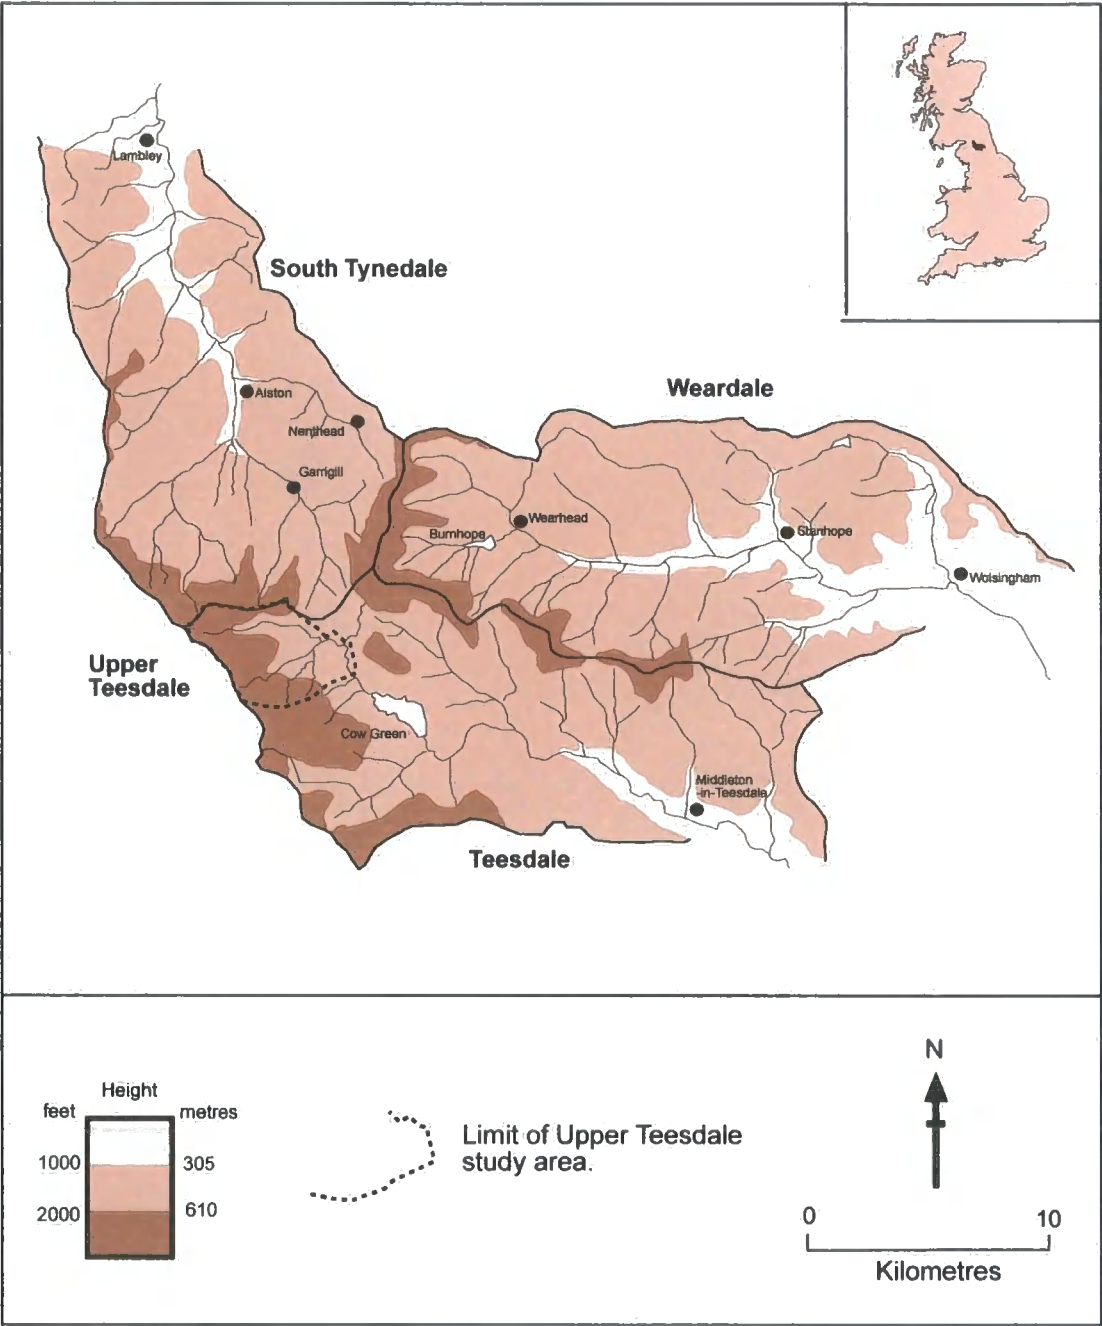 Lambley
South Tynedale
Weardale
Alston
Nenthead
Garrigill
Wearhead
Burnhope
Stanhope
Wolsingham
Upper
Teesdale
Cow Green
Middleton
-in-Teesdale
Teesdale
Height
feet
metres
1000
305
2000
610
Limit of Upper Teesdale
study area.
N
0
10
Kilometres